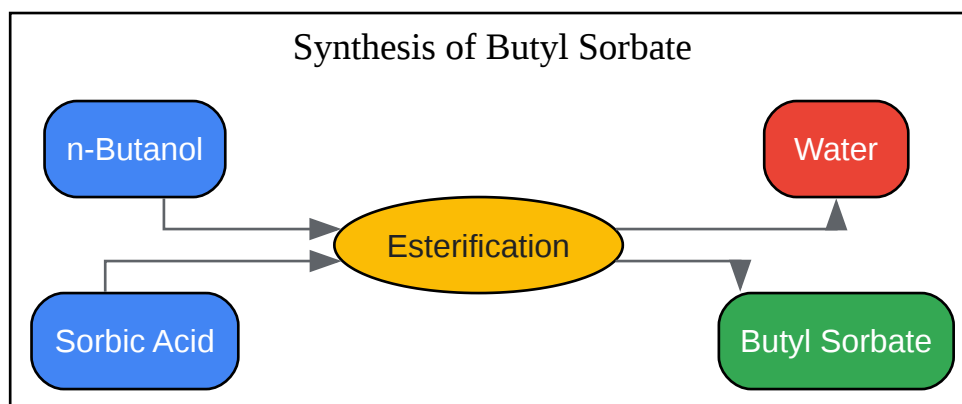 Synthesis of Butyl Sorbate
n-Butanol
Water
Esterification
Sorbic Acid
Butyl Sorbate